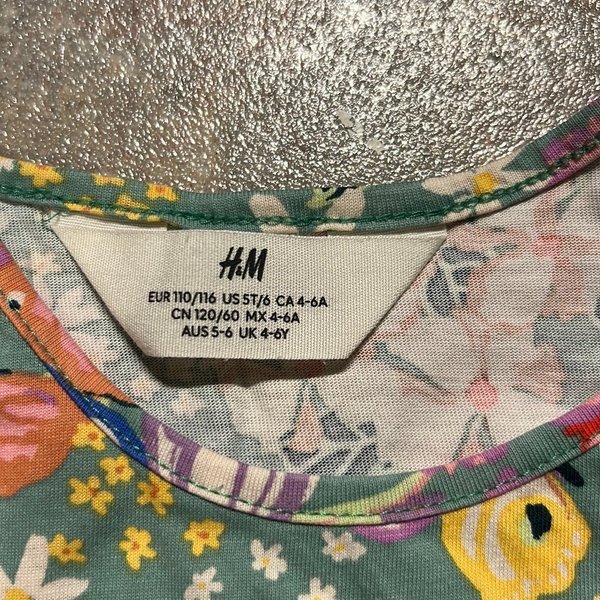 H&M
EUR 110/116 US 5T/6 CA 4-6A
CN 120/60 MX 4-6A
AUS 5-6 UK 4-6Y